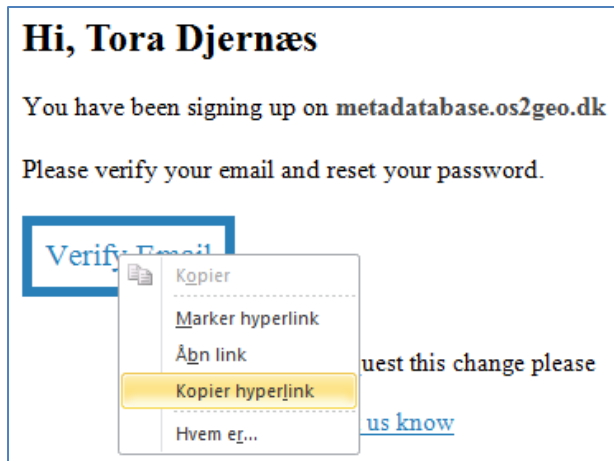 Hi, Tora Djernæs
You have been signing up on metadatabase.os2geo.dk
Please verify your email and reset your password.
Verify Email
Kopier
Marker hyperlink
Åbn link
uest this change please
Kopier hyperlink
us know
Hvem er...